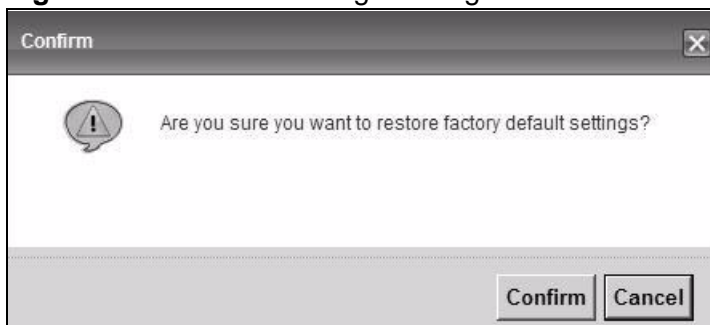 Confirm
Are you sure you want to restore factory default settings?
Confirm Cancel